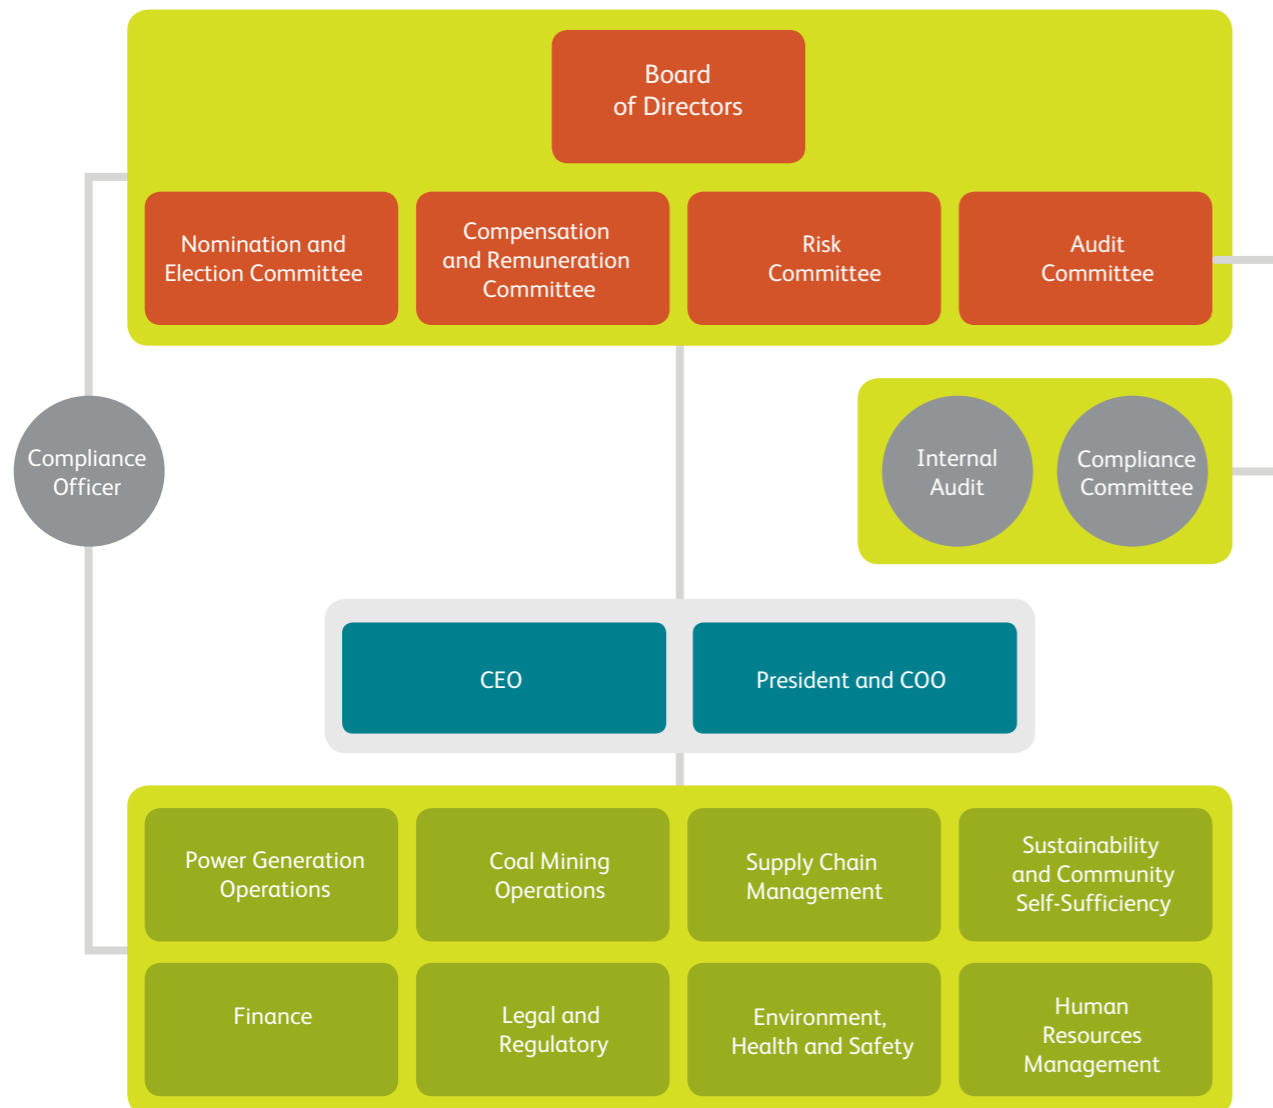 Board
of Directors
Nomination and
Election Committee
Compensation
and Remuneration
Committee
Risk
Committee
Audit
Committee
Compliance
Officer
Internal
Audit
Compliance
Committee
CEO
President and COO
Power Generation
Operations
Coal Mining
Operations
Supply Chain
Management
Sustainability
and Community
Self-Sufficiency
Finance
Legal and
Regulatory
Environment,
Health and Safety
Human
Resources
Management